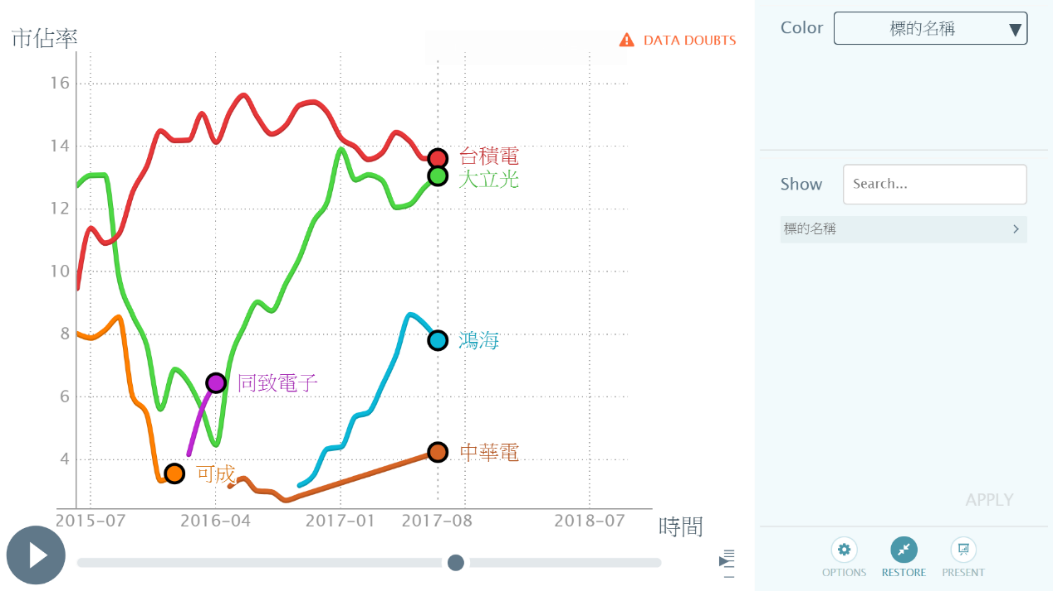 市佔率
DATA DOUBTS
16
14
12
10
8
6
4
台積電
大立光
鴻海
同致電子
中華電
可成
2015-07
2016-04
2017-01
2017-08
2018-07
時間
Color
標的名稱
Show
Search...
標的名稱
APPLY
OPTIONS
RESTORE
PRESENT